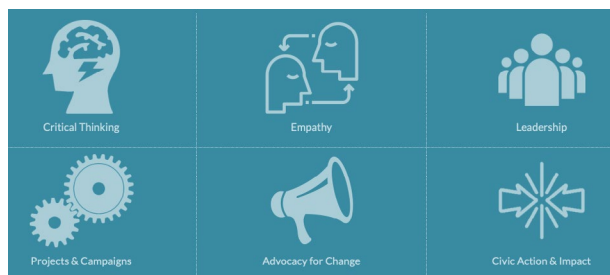 Critical Thinking
Empathy
Leadership
Projects & Campaigns
Advocacy for Change
Civic Action & Impact